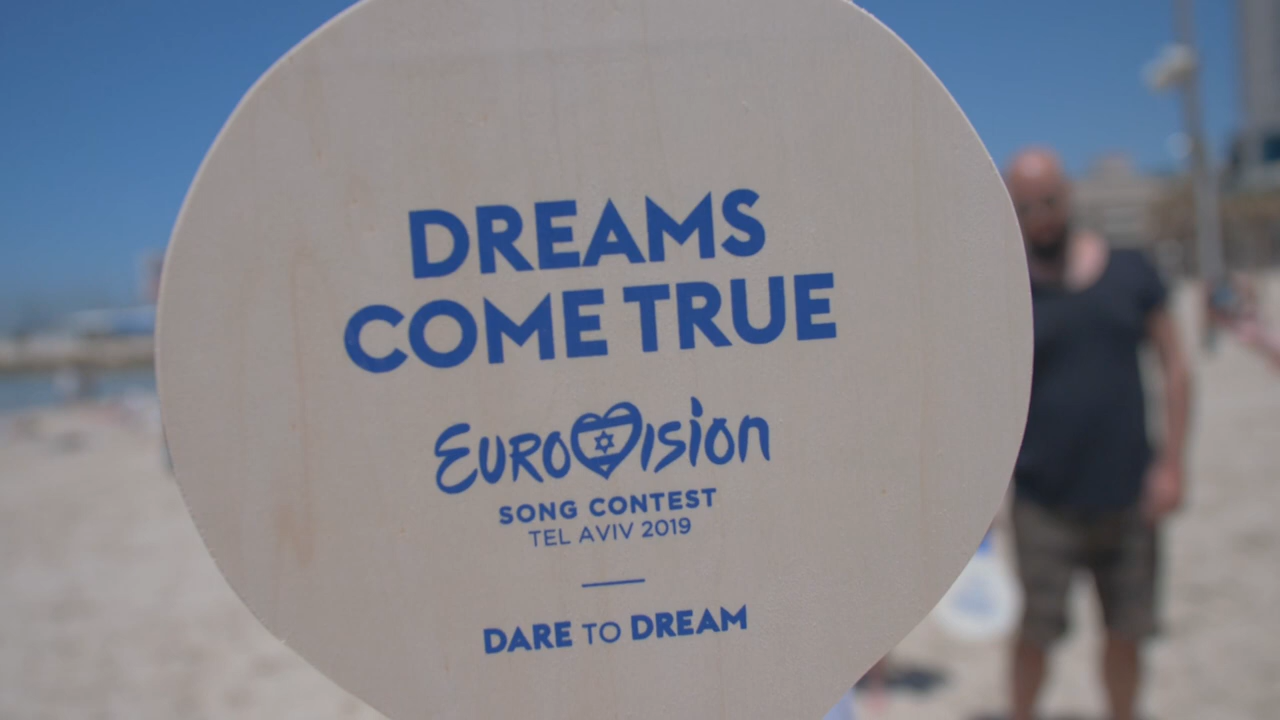 DREAMS
COME TRUE
EUROVISION
SONG CONTEST
TEL AVIV 2019
DARE TO DREAM